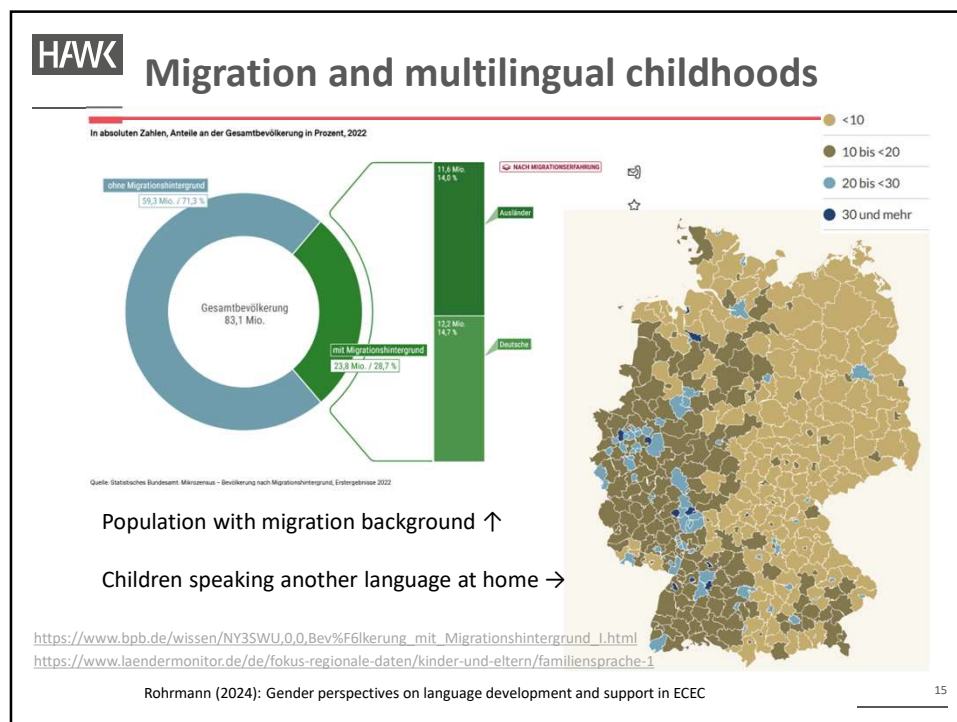 HAWK
Migration and multilingual childhoods
In absoluten Zahlen, Anteile an der Gesamtbevölkerung in Prozent, 2022
ohne Migrationshintergrund
59,3 Mio. / 71,3 %
Gesamtbevölkerung
83,1 Mio.
mit Migrationshintergrund
23,8 Mio. / 28,7 %
11,6 Mio.
14,0 %
Ausländer
12,2 Mio.
14,7 %
Deutsche
NACH MIGRATIONSERFAHRUNG
<10
10 bis <20
20 bis <30
30 und mehr
Quelle: Statistisches Bundesamt: Mikrozensus – Bevölkerung nach Migrationshintergrund, Erstergebnisse 2022
Population with migration background ↑
Children speaking another language at home →
https://www.bpb.de/wissen/NY3SWU,0,0,Bev%F6lkerung_mit_Migrationshintergrund_I.html
https://www.laendermonitor.de/de/fokus-regionale-daten/kinder-und-eltern/familiensprache-1
Rohrmann (2024): Gender perspectives on language development and support in ECEC
15